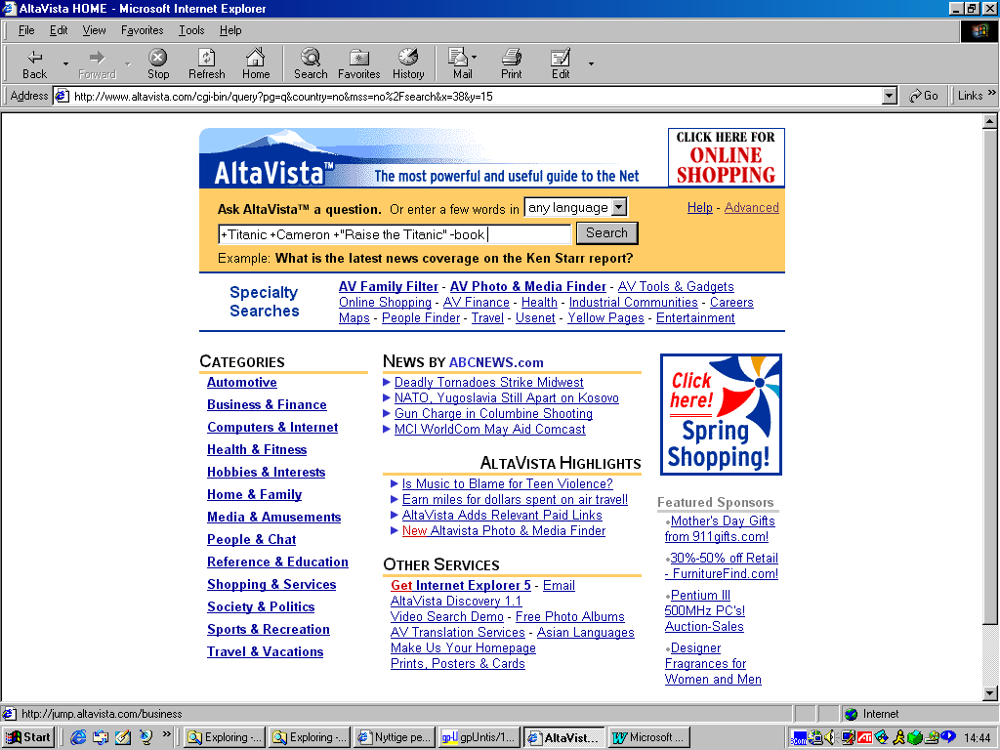 AltaVista HOME - Microsoft Internet Explorer
File Edit View Favorites Tools Help
Back Forward Stop Refresh Home Search Favorites History Mail Print Edit
Address http://www.altavista.com/cgi-bin/query?pg=q&country=no&mss=no%2Fsearch&x=38&y=15 Go Links »
AltaVista™ The most powerful and useful guide to the Net
CLICK HERE FOR
ONLINE
SHOPPING
Ask AltaVista™ a question. Or enter a few words in any language
Help - Advanced
+Titanic +Cameron +"Raise the Titanic" -book Search
Example: What is the latest news coverage on the Ken Starr report?
Specialty
Searches
AV Family Filter - AV Photo & Media Finder - AV Tools & Gadgets
Online Shopping - AV Finance - Health - Industrial Communities - Careers
Maps - People Finder - Travel - Usenet - Yellow Pages - Entertainment
CATEGORIES
Automotive
Business & Finance
Computers & Internet
Health & Fitness
Hobbies & Interests
Home & Family
Media & Amusements
People & Chat
Reference & Education
Shopping & Services
Society & Politics
Sports & Recreation
Travel & Vacations
NEWS BY ABCNEWS.com
Deadly Tornadoes Strike Midwest
NATO, Yugoslavia Still Apart on Kosovo
Gun Charge in Columbine Shooting
MCI WorldCom May Aid Comcast
ALTAVISTA HIGHLIGHTS
Is Music to Blame for Teen Violence?
Earn miles for dollars spent on air travel!
AltaVista Adds Relevant Paid Links
New Altavista Photo & Media Finder
OTHER SERVICES
Get Internet Explorer 5 - Email
AltaVista Discovery 1.1
Video Search Demo - Free Photo Albums
AV Translation Services - Asian Languages
Make Us Your Homepage
Prints, Posters & Cards
Click
here!
Spring
Shopping!
Featured Sponsors
Mother's Day Gifts
from 911gifts.com!
30%-50% off Retail
- FurnitureFind.com!
Pentium III
500MHz PC's!
Auction-Sales
Designer
Fragrances for
Women and Men
http://jump.altavista.com/business Internet
Start » Exploring -... Exploring -... Nyttige pe... gpUntis/1... AltaVist... Microsoft ... 14:44